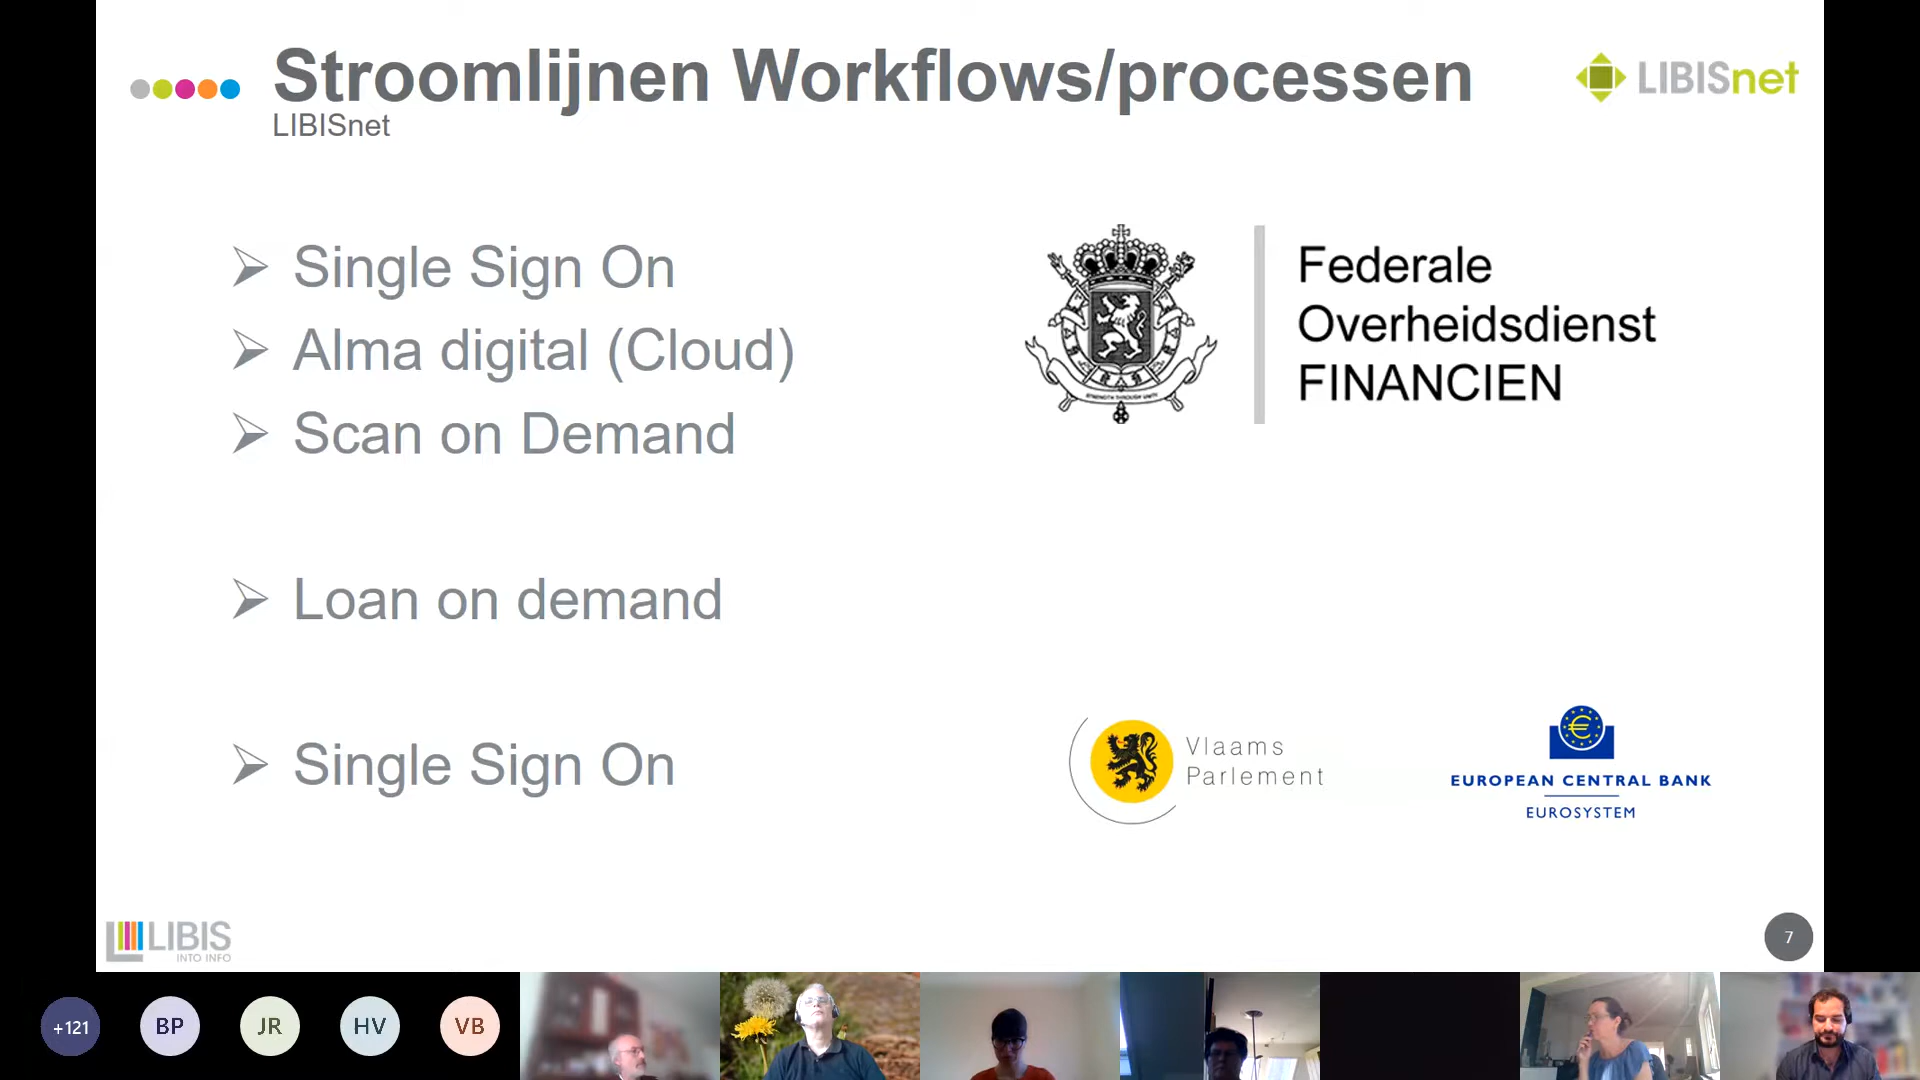 Stroomlijnen Workflows/processen
LIBISnet
LIBISnet
Single Sign On
Alma digital (Cloud)
Scan on Demand
Federale
Overheidsdienst
FINANCIEN
Loan on demand
Single Sign On
Vlaams
Parlement
EUROPEAN CENTRAL BANK
EUROSYSTEM
LIBIS
INTO INFO
7
+121
BP
JR
HV
VB